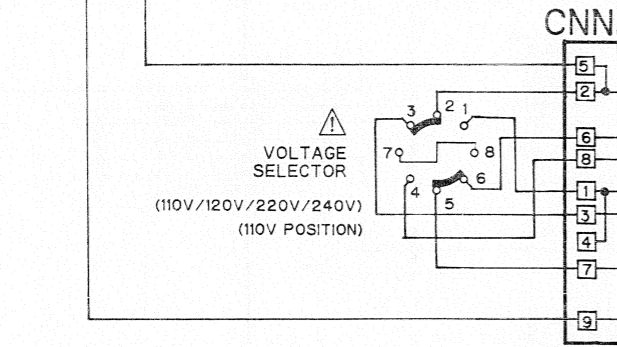 CNN
5
2
3 2 1
6
7 8
8
VOLTAGE
SELECTOR
4 6
1
(110V/120V/220V/240V)
5
3
(110V POSITION)
4
7
9